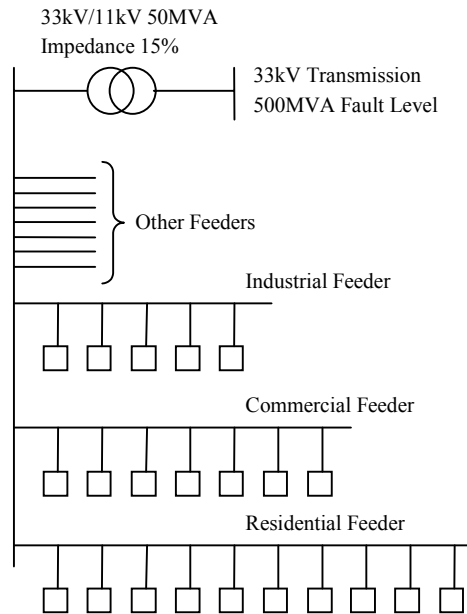 33kV/11kV 50MVA
Impedance 15%
33kV Transmission
500MVA Fault Level
Other Feeders
Industrial Feeder
Commercial Feeder
Residential Feeder